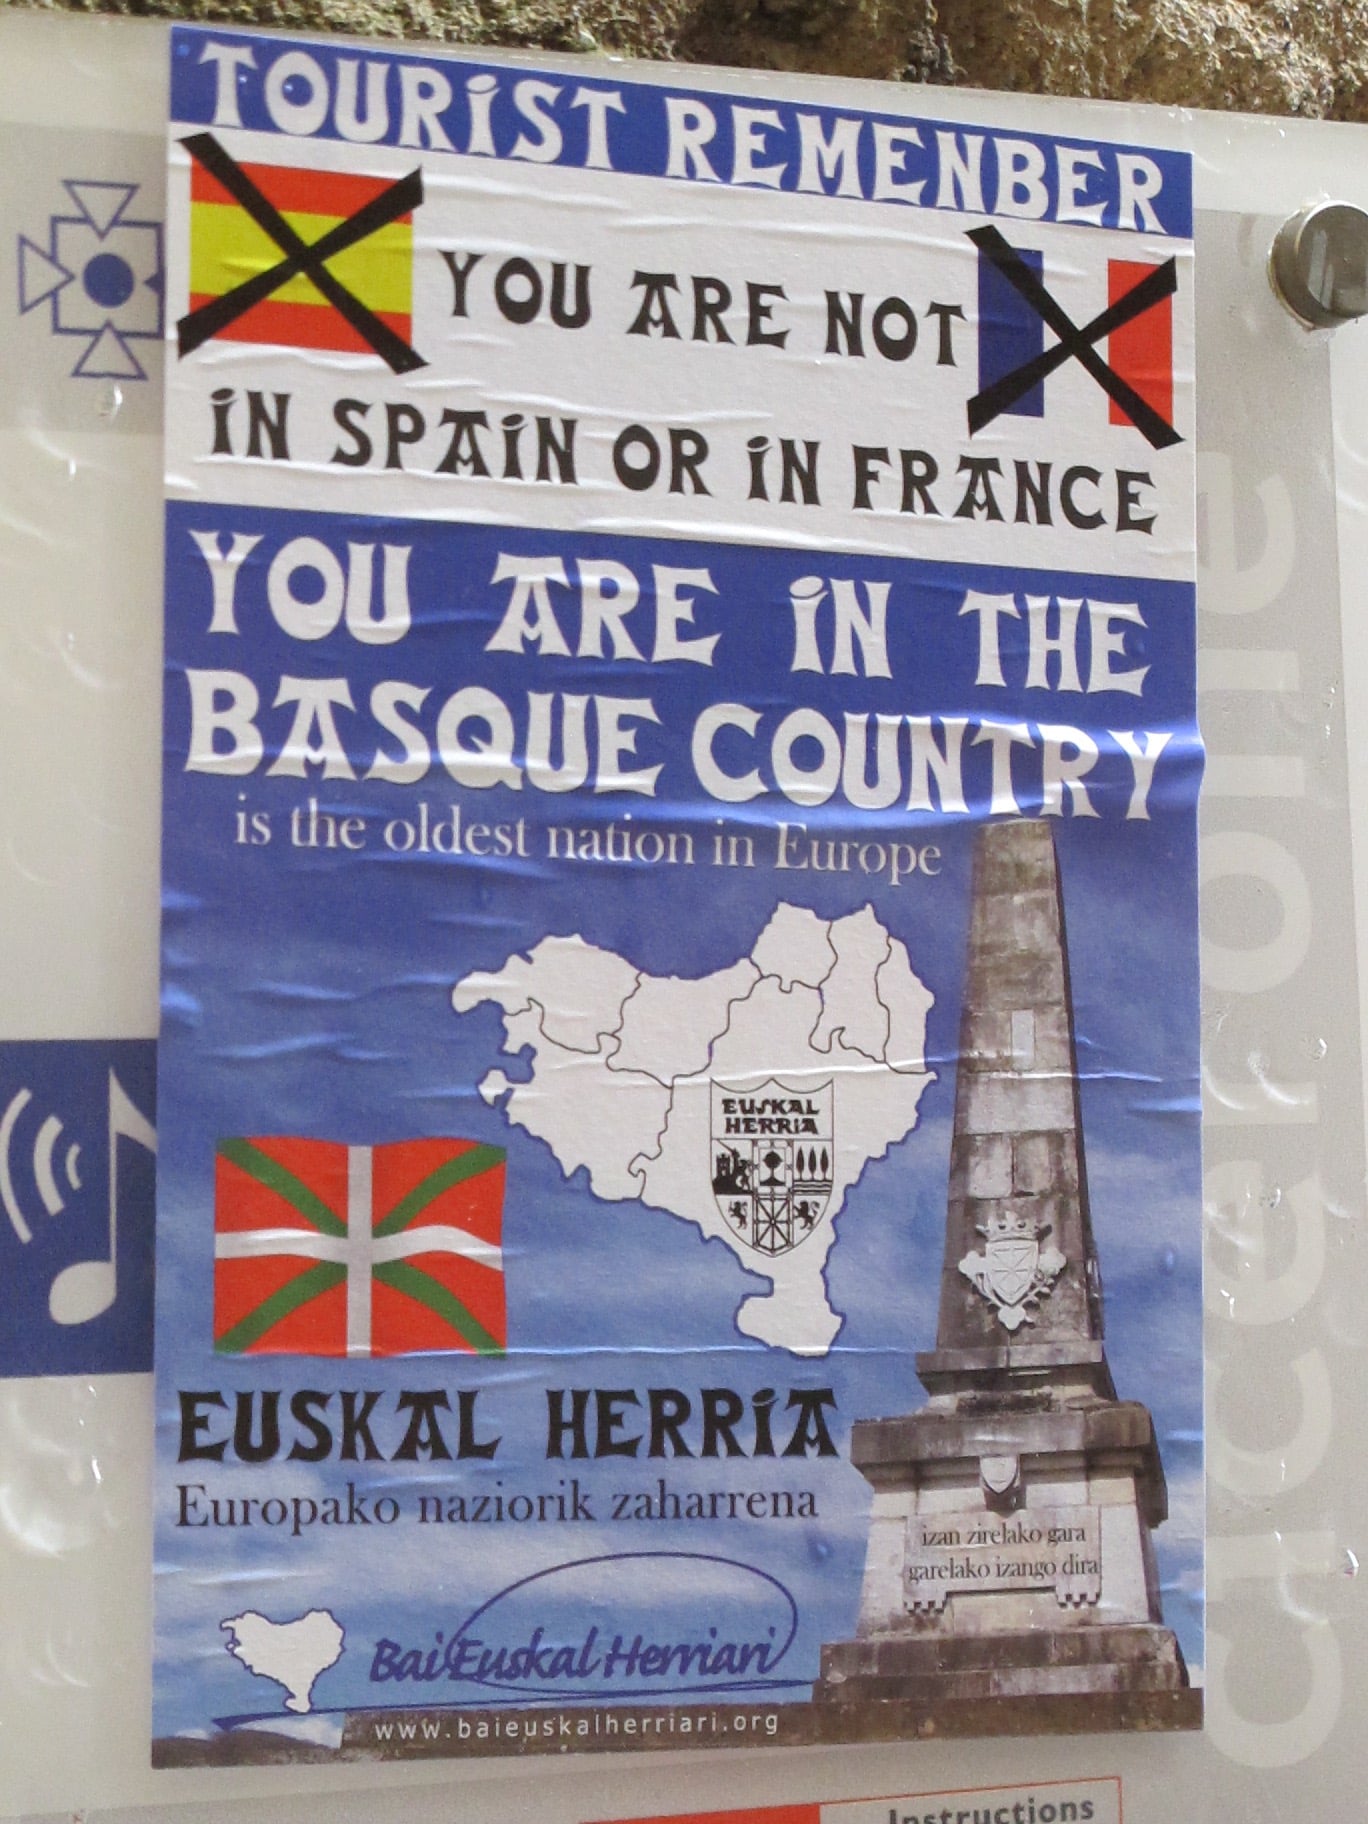 TOURiST REMENBER
YOU ARE NOT
iN SPAiN OR iN FRANCE
YOU ARE iN THE
BASQUE COUNTRY
is the oldest nation in Europe
EUSKAL
HERRiA
EUSKAL HERRiA
Europako naziorik zaharrena
izan zirelako gara
garelako izango dira
Bai Euskal Herriari
www.baieuskalherriari.org
Instructions